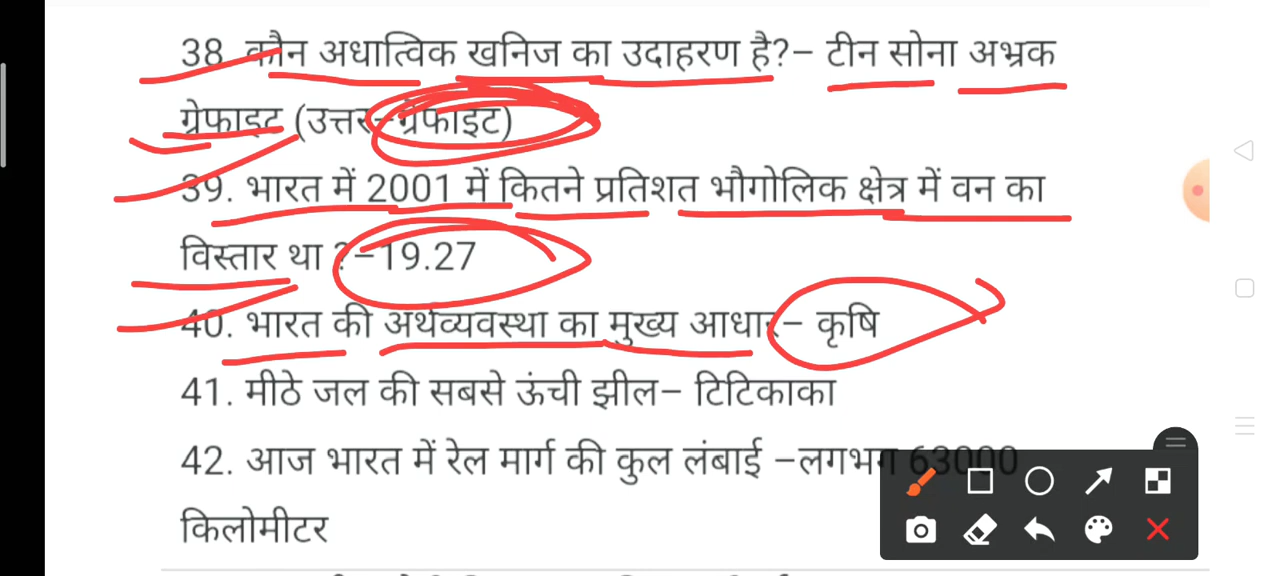 38. कौन अधात्विक खनिज का उदाहरण है?– टीन सोना अभ्रक
ग्रेफाइट (उत्तर–ग्रेफाइट)
39. भारत में 2001 में कितने प्रतिशत भौगोलिक क्षेत्र में वन का
विस्तार था ?–19.27
40. भारत की अर्थव्यवस्था का मुख्य आधार– कृषि
41. मीठे जल की सबसे ऊंची झील– टिटिकाका
42. आज भारत में रेल मार्ग की कुल लंबाई –लगभग 63000
किलोमीटर